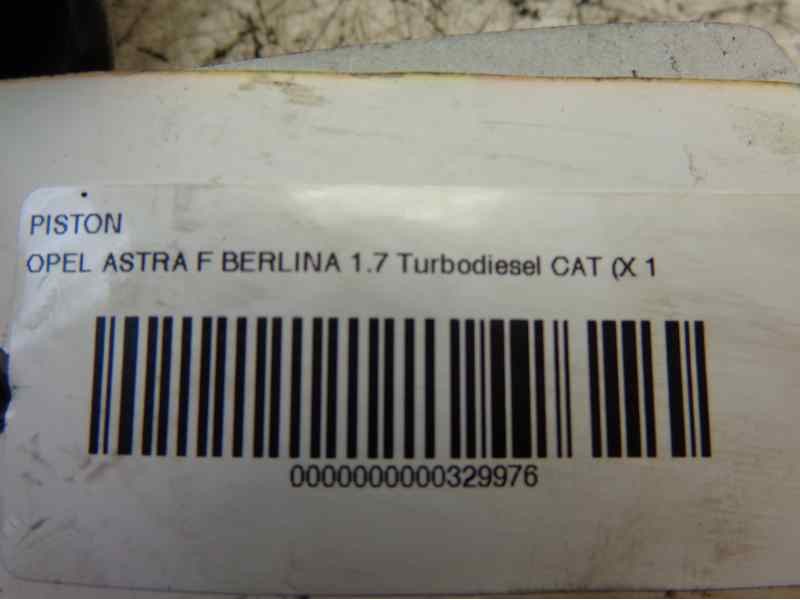 PISTON
OPEL ASTRA F BERLINA 1.7 Turbodiesel CAT (X 1
0000000000329976